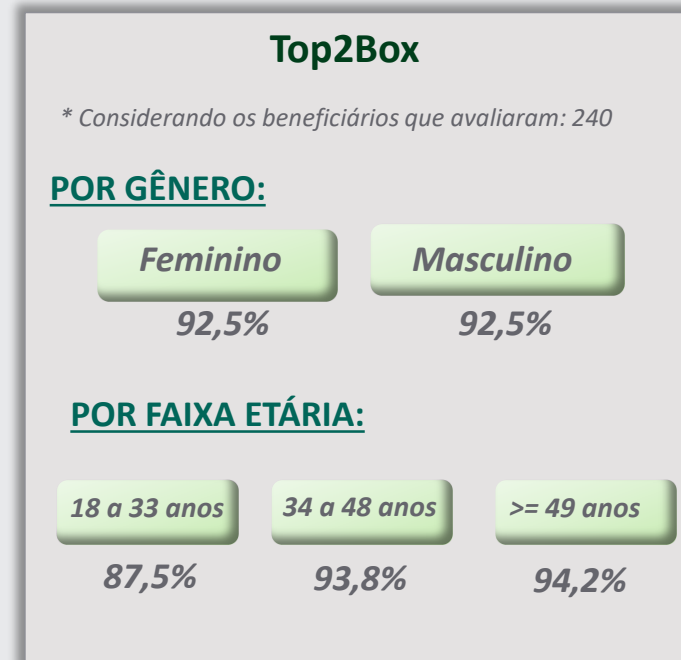 Top2Box
* Considerando os beneficiários que avaliaram: 240
POR GÊNERO:
Feminino Masculino
92,5% 92,5%
POR FAIXA ETÁRIA:
18 a 33 anos 34 a 48 anos >= 49 anos
87,5% 93,8% 94,2%